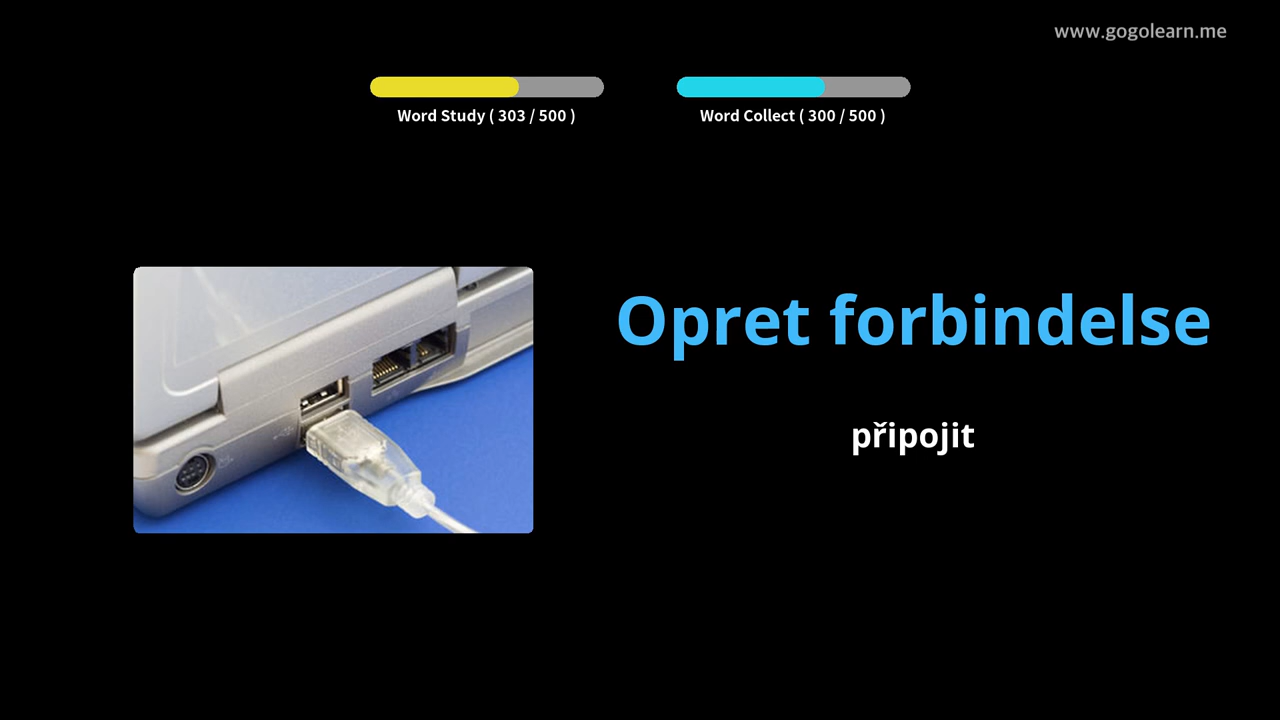 www.gogolearn.me
Word Study ( 303 / 500 )
Word Collect ( 300 / 500 )
Opret forbindelse
připojit